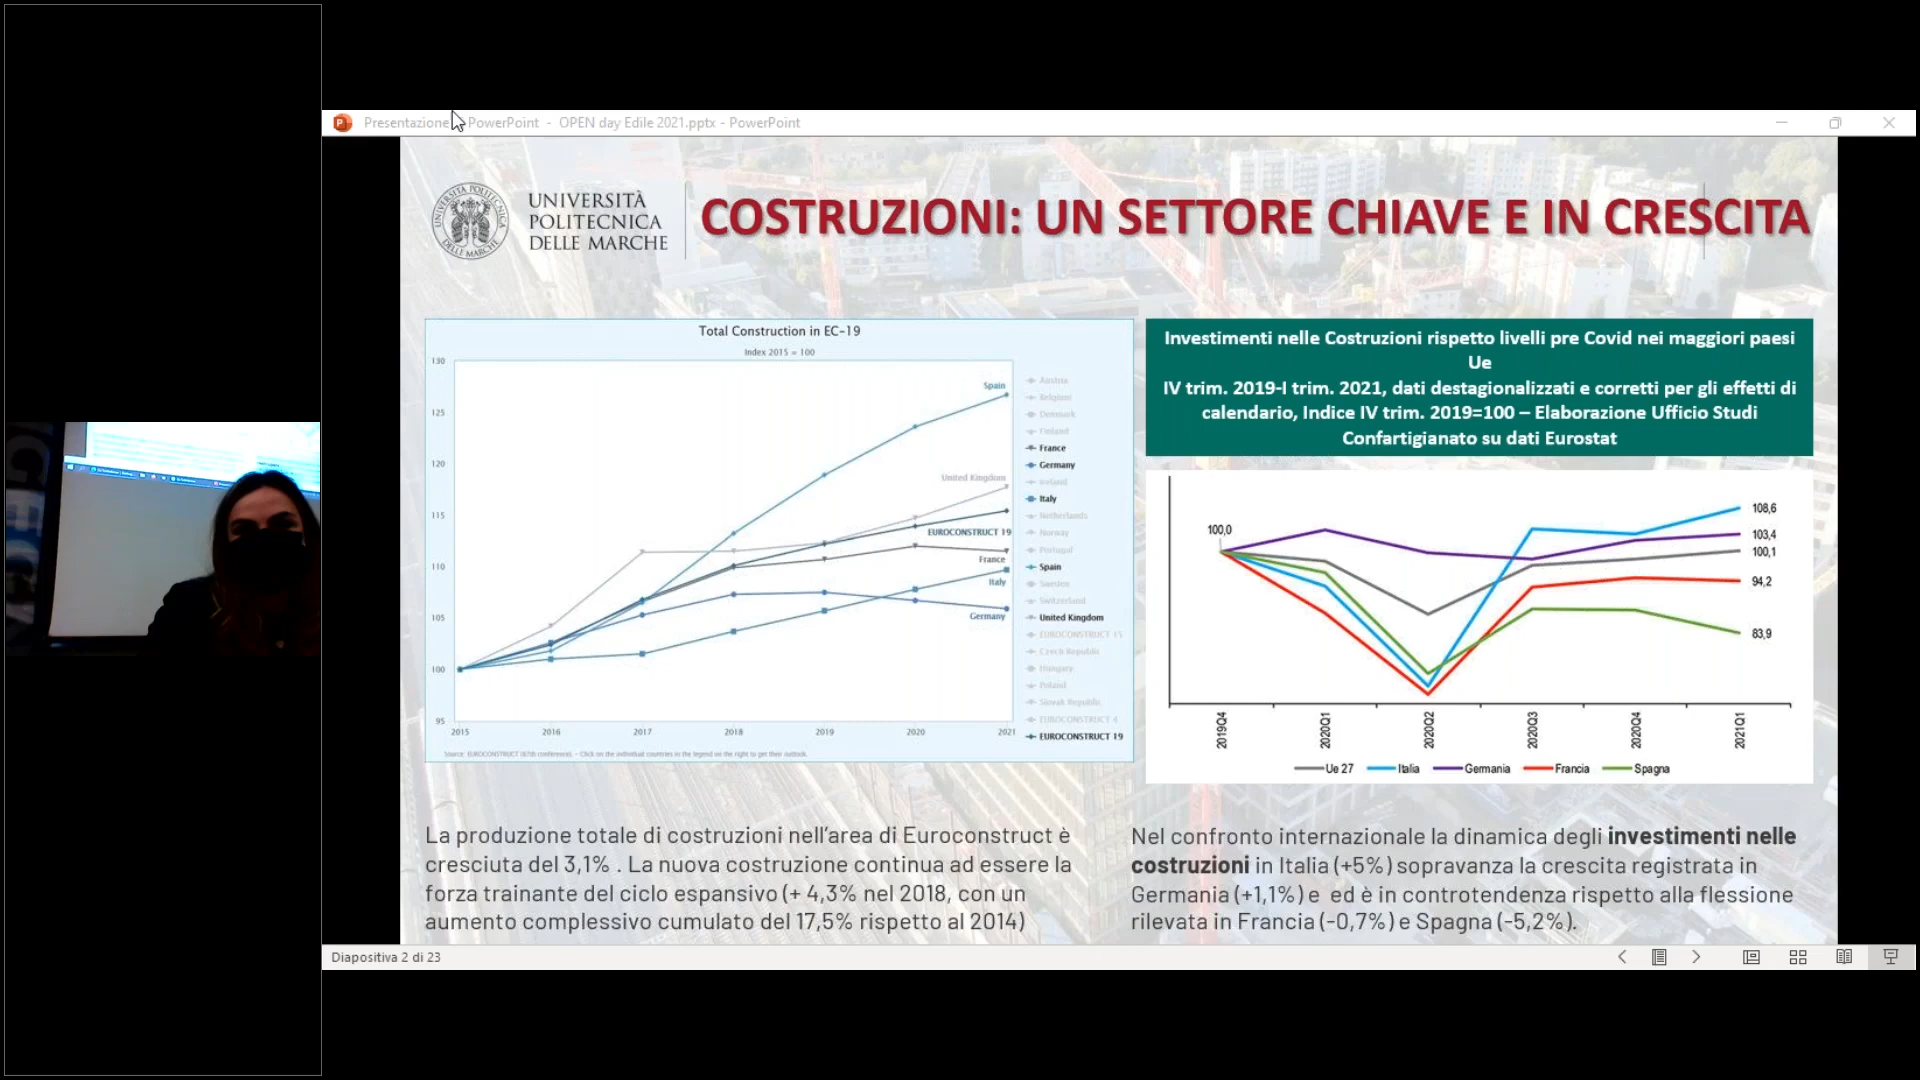 Presentazione PowerPoint - OPEN day Edile 2021.pptx - PowerPoint
UNIVERSITÀ
POLITECNICA
DELLE MARCHE
COSTRUZIONI: UN SETTORE CHIAVE E IN CRESCITA
Total Construction in EC-19
Index 2015 = 100
130
125
120
115
110
105
100
95
2015
2016
2017
2018
2019
2020
2021
Spain
United Kingdom
EUROCONSTRUCT 19
France
Italy
Germany
Austria
Belgium
Denmark
Finland
France
Germany
Ireland
Italy
Netherlands
Norway
Portugal
Spain
Sweden
Switzerland
United Kingdom
EUROCONSTRUCT 15
Czech Republic
Hungary
Poland
Slovak Republic
EUROCONSTRUCT 4
EUROCONSTRUCT 19
Source: EUROCONSTRUCT (87th conference). - Click on the individual countries in the legend on the right to get their outlook.
Investimenti nelle Costruzioni rispetto livelli pre Covid nei maggiori paesi
Ue
IV trim. 2019-I trim. 2021, dati destagionalizzati e corretti per gli effetti di
calendario, Indice IV trim. 2019=100 – Elaborazione Ufficio Studi
Confartigianato su dati Eurostat
100,0
108,6
103,4
100,1
94,2
83,9
2019Q4
2020Q1
2020Q2
2020Q3
2020Q4
2021Q1
Ue 27
Italia
Germania
Francia
Spagna
La produzione totale di costruzioni nell'area di Euroconstruct è
cresciuta del 3,1% . La nuova costruzione continua ad essere la
forza trainante del ciclo espansivo (+ 4,3% nel 2018, con un
aumento complessivo cumulato del 17,5% rispetto al 2014)
Nel confronto internazionale la dinamica degli investimenti nelle
costruzioni in Italia (+5%) sopravanza la crescita registrata in
Germania (+1,1%) e ed è in controtendenza rispetto alla flessione
rilevata in Francia (-0,7%) e Spagna (-5,2%).
Diapositiva 2 di 23